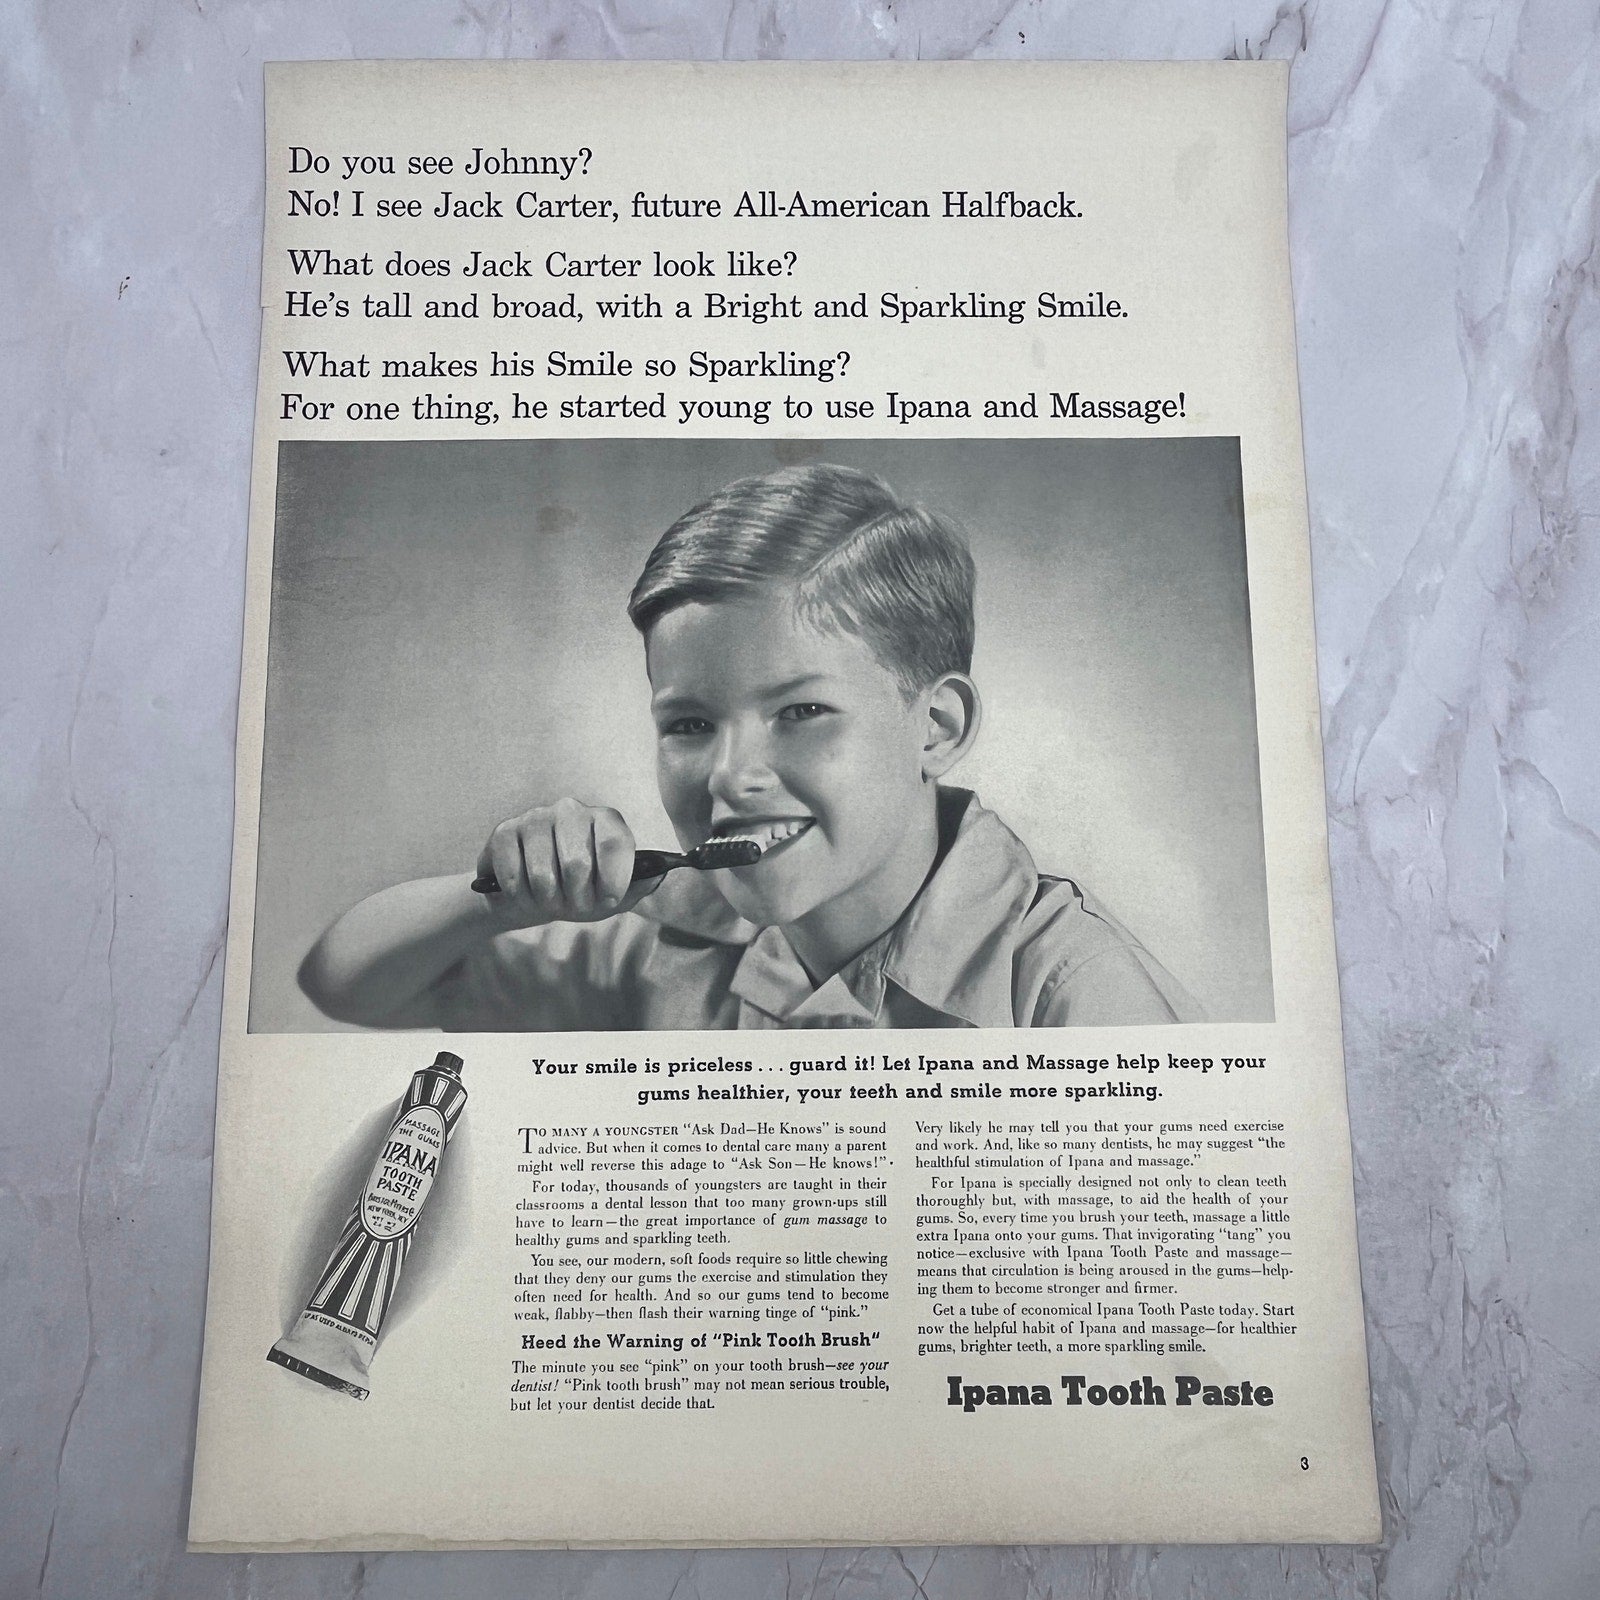 Do you see Johnny?
No! I see Jack Carter, future All-American Halfback.
What does Jack Carter look like?
He's tall and broad, with a Bright and Sparkling Smile.
What makes his Smile so Sparkling?
For one thing, he started young to use Ipana and Massage!
MASSAGE
THE GUMS
IPANA
TOOTH
PASTE
Your smile is priceless... guard it! Let Ipana and Massage help keep your
gums healthier, your teeth and smile more sparkling.
TO MANY A YOUNGSTER "Ask Dad—He Knows" is sound
advice. But when it comes to dental care many a parent
might well reverse this adage to "Ask Son—He knows!"
For today, thousands of youngsters are taught in their
classrooms a dental lesson that too many grown-ups still
have to learn—the great importance of gum massage to
healthy gums and sparkling teeth.
You see, our modern, soft foods require so little chewing
that they deny our gums the exercise and stimulation they
often need for health. And so our gums tend to become
weak, flabby—then flash their warning tinge of "pink."
Heed the Warning of "Pink Tooth Brush"
The minute you see "pink" on your tooth brush—see your
dentist! "Pink tooth brush" may not mean serious trouble,
but let your dentist decide that.
Very likely he may tell you that your gums need exercise
and work. And, like so many dentists, he may suggest "the
healthful stimulation of Ipana and massage."
For Ipana is specially designed not only to clean teeth
thoroughly but, with massage, to aid the health of your
gums. So, every time you brush your teeth, massage a little
extra Ipana onto your gums. That invigorating "tang" you
notice—exclusive with Ipana Tooth Paste and massage—
means that circulation is being aroused in the gums—help-
ing them to become stronger and firmer.
Get a tube of economical Ipana Tooth Paste today. Start
now the helpful habit of Ipana and massage—for healthier
gums, brighter teeth, a more sparkling smile.
Ipana Tooth Paste
3